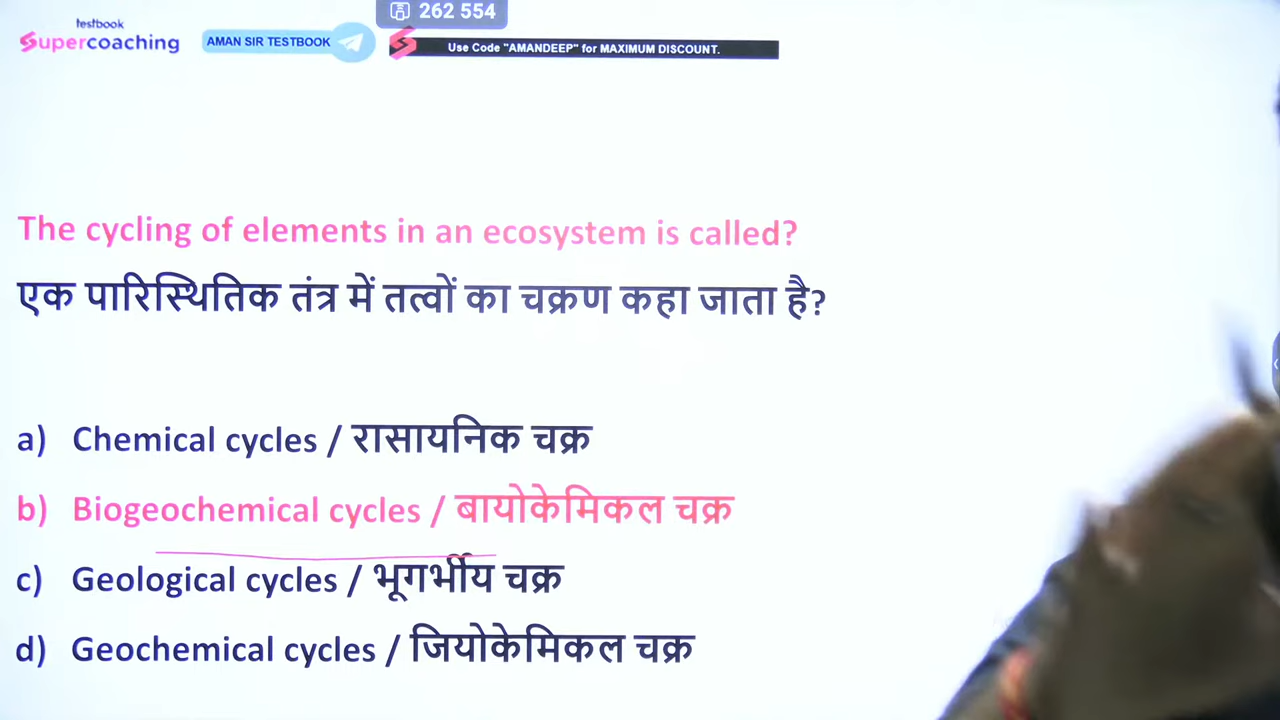 testbook
Supercoaching
AMAN SIR TESTBOOK
262 554
Use Code "AMANDEEP" for MAXIMUM DISCOUNT.
The cycling of elements in an ecosystem is called?
एक पारिस्थितिक तंत्र में तत्वों का चक्रण कहा जाता है?
a) Chemical cycles / रासायनिक चक्र
b) Biogeochemical cycles / बायोकेमिकल चक्र
c) Geological cycles / भूगर्भीय चक्र
d) Geochemical cycles / जियोकेमिकल चक्र